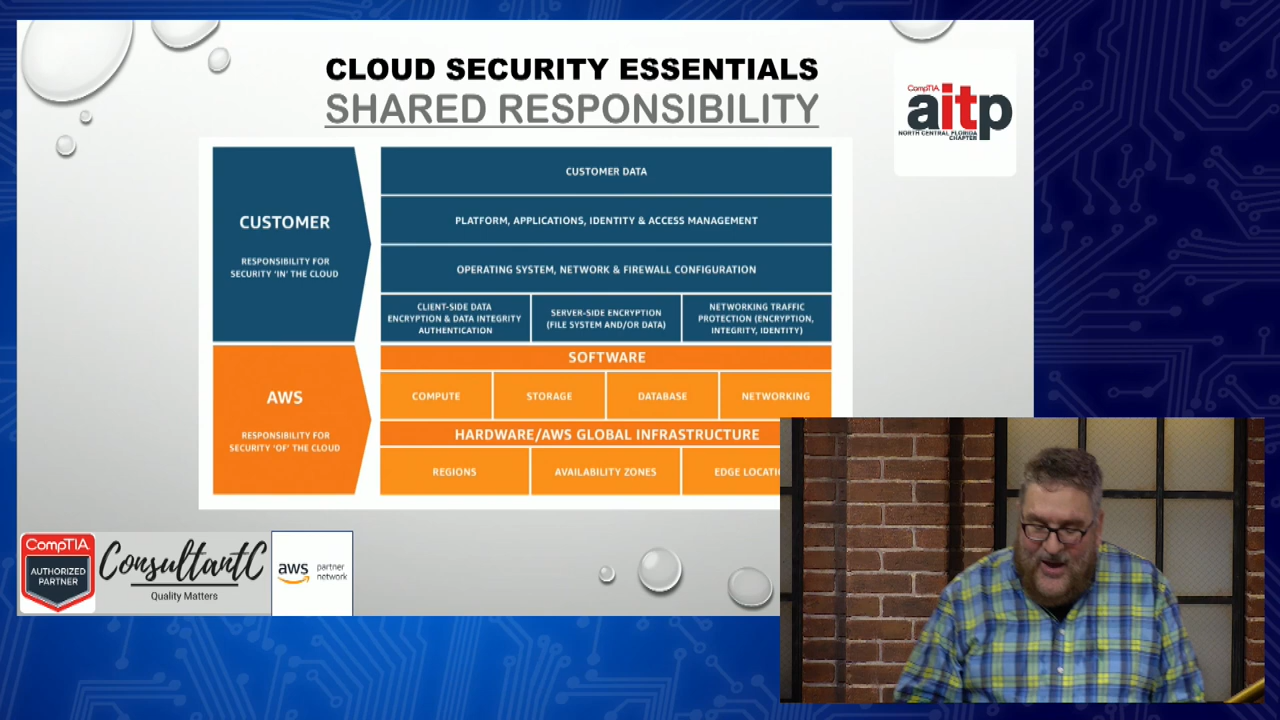 CLOUD SECURITY ESSENTIALS
SHARED RESPONSIBILITY
CompTIA
aitp
NORTH CENTRAL FLORIDA
CHAPTER
CUSTOMER
RESPONSIBILITY FOR
SECURITY 'IN' THE CLOUD
CUSTOMER DATA
PLATFORM, APPLICATIONS, IDENTITY & ACCESS MANAGEMENT
OPERATING SYSTEM, NETWORK & FIREWALL CONFIGURATION
CLIENT-SIDE DATA
ENCRYPTION & DATA INTEGRITY
AUTHENTICATION
SERVER-SIDE ENCRYPTION
(FILE SYSTEM AND/OR DATA)
NETWORKING TRAFFIC
PROTECTION (ENCRYPTION,
INTEGRITY, IDENTITY)
AWS
RESPONSIBILITY FOR
SECURITY 'OF' THE CLOUD
SOFTWARE
COMPUTE
STORAGE
DATABASE
NETWORKING
HARDWARE/AWS GLOBAL INFRASTRUCTURE
REGIONS
AVAILABILITY ZONES
EDGE
CompTIA
AUTHORIZED
PARTNER
ConsultantC
Quality Matters
aws
partner
network